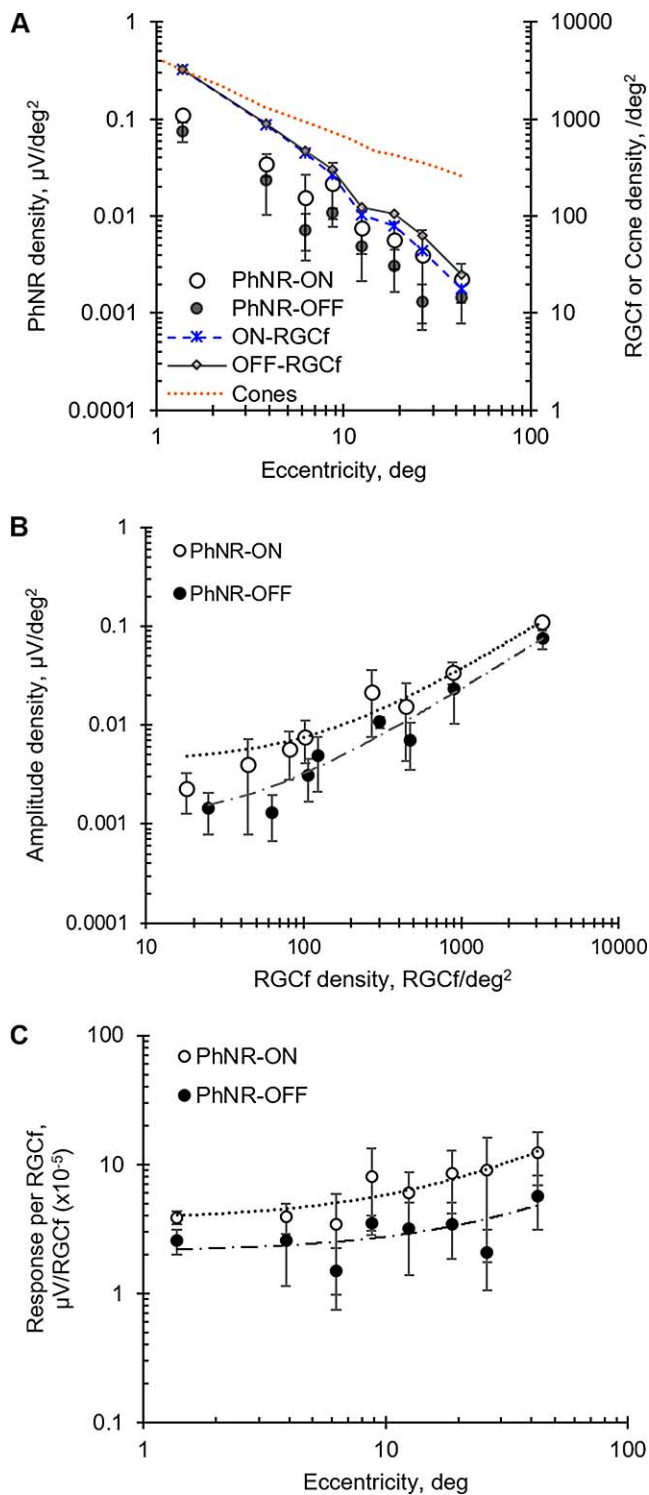 A
PhNR density, µV/deg²
1
0.1
0.01
0.001
0.0001
10000
1000
100
10
1
RGCf or Ccne density, /deg²
PhNR-ON
PhNR-OFF
ON-RGCf
OFF-RGCf
Cones
1 10 100
Eccentricity, deg
B
Amplitude density, µV/deg²
1
0.1
0.01
0.001
0.0001
PhNR-ON
PhNR-OFF
10 100 1000 10000
RGCf density, RGCf/deg²
C
Response per RGCf,
µV/RGCf (x10⁻⁵)
100
10
1
0.1
PhNR-ON
PhNR-OFF
1 10 100
Eccentricity, deg